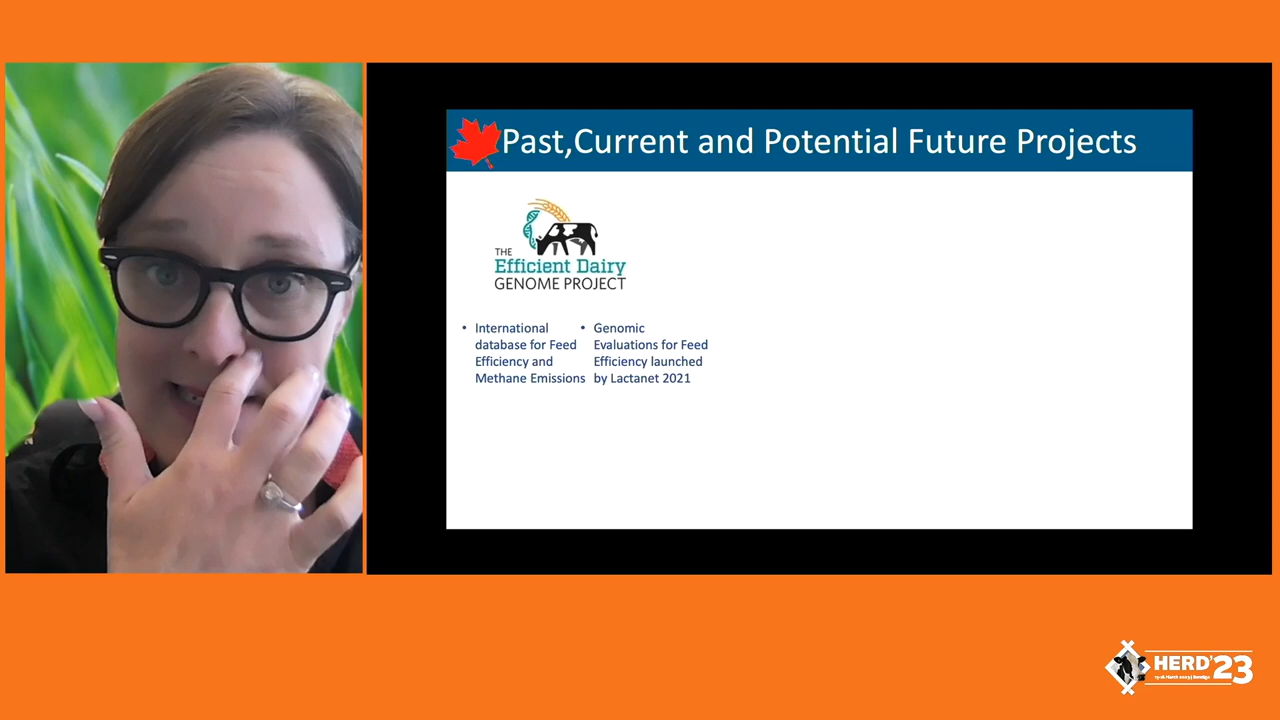 Past,Current and Potential Future Projects
THE
Efficient Dairy
GENOME PROJECT
• International
database for Feed
Efficiency and
Methane Emissions
• Genomic
Evaluations for Feed
Efficiency launched
by Lactanet 2021
HERD'23